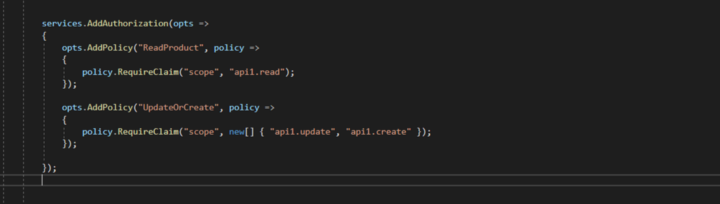 services.AddAuthorization(opts =>
{
opts.AddPolicy("ReadProduct", policy =>
{
policy.RequireClaim("scope", "api1.read");
});
opts.AddPolicy("UpdateOrCreate", policy =>
{
policy.RequireClaim("scope", new[] { "api1.update", "api1.create" });
});
});